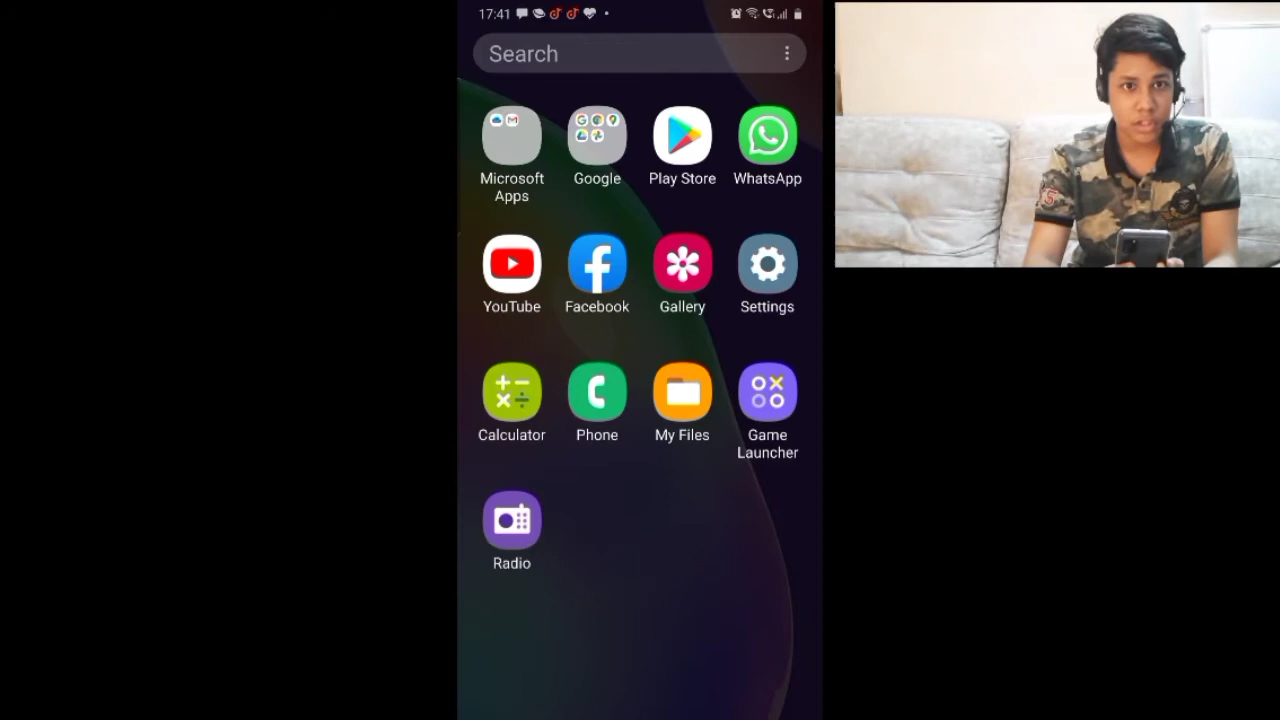 17:41
Search
Microsoft
Apps
Google
Play Store
WhatsApp
YouTube
Facebook
Gallery
Settings
Calculator
Phone
My Files
Game
Launcher
Radio